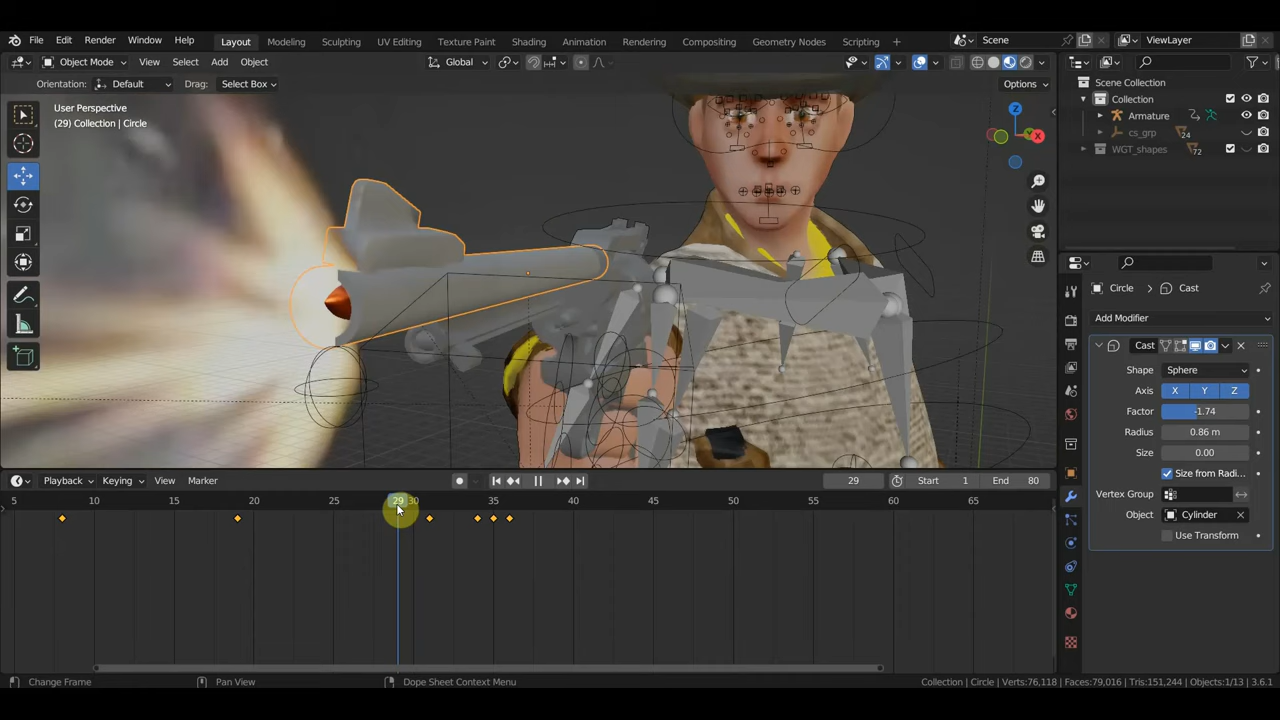 File Edit Render Window Help Layout Modeling Sculpting UV Editing Texture Paint Shading Animation Rendering Compositing Geometry Nodes Scripting + Scene ViewLayer
Object Mode View Select Add Object Global
Orientation: Default Drag: Select Box Options
User Perspective
(29) Collection | Circle
Z
X
Scene Collection
Collection
Armature
cs_grp 24
WGT_shapes 72
Circle > Cast
Add Modifier
Cast
Shape Sphere
Axis X Y Z
Factor -1.74
Radius 0.86 m
Size 0.00
Size from Radi...
Vertex Group
Object Cylinder
Use Transform
Playback Keying View Marker 29 Start 1 End 80
5 10 15 20 25 29 30 35 40 45 50 55 60 65
Change Frame Pan View Dope Sheet Context Menu Collection | Circle | Verts:76,118 | Faces:79,016 | Tris:151,244 | Objects:1/13 | 3.6.1